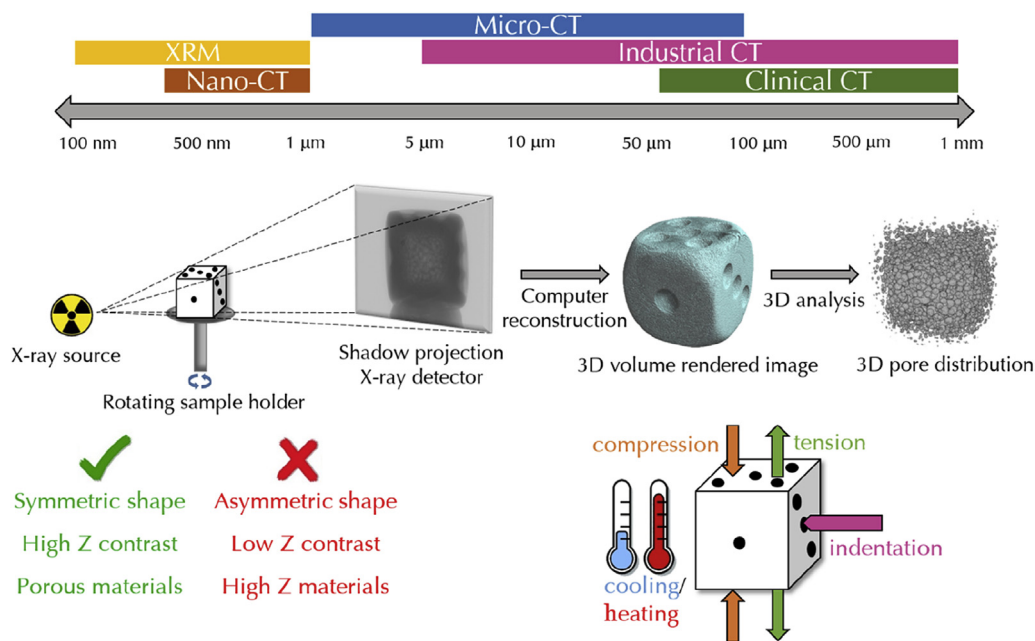 Micro-CT
XRM
Industrial CT
Nano-CT
Clinical CT
100 nm
500 nm
1 µm
5 µm
10 µm
50 µm
100 µm
500 µm
1 mm
X-ray source
Rotating sample holder
Shadow projection
X-ray detector
Computer
reconstruction
3D volume rendered image
3D analysis
3D pore distribution
Symmetric shape
High Z contrast
Porous materials
Asymmetric shape
Low Z contrast
High Z materials
compression
tension
indentation
cooling/
heating